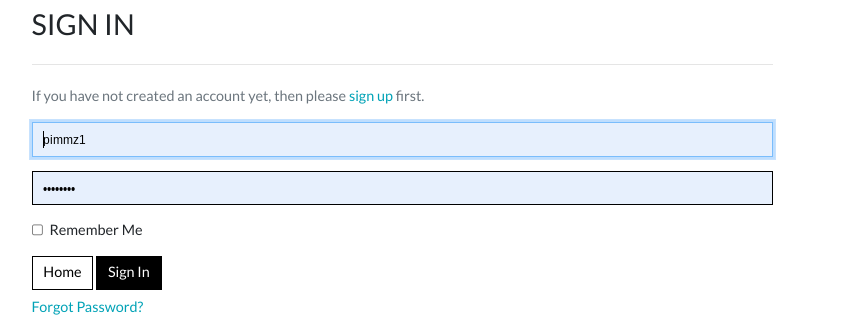 SIGN IN
If you have not created an account yet, then please sign up first.
pimmz1
••••••••
Remember Me
Home Sign In
Forgot Password?